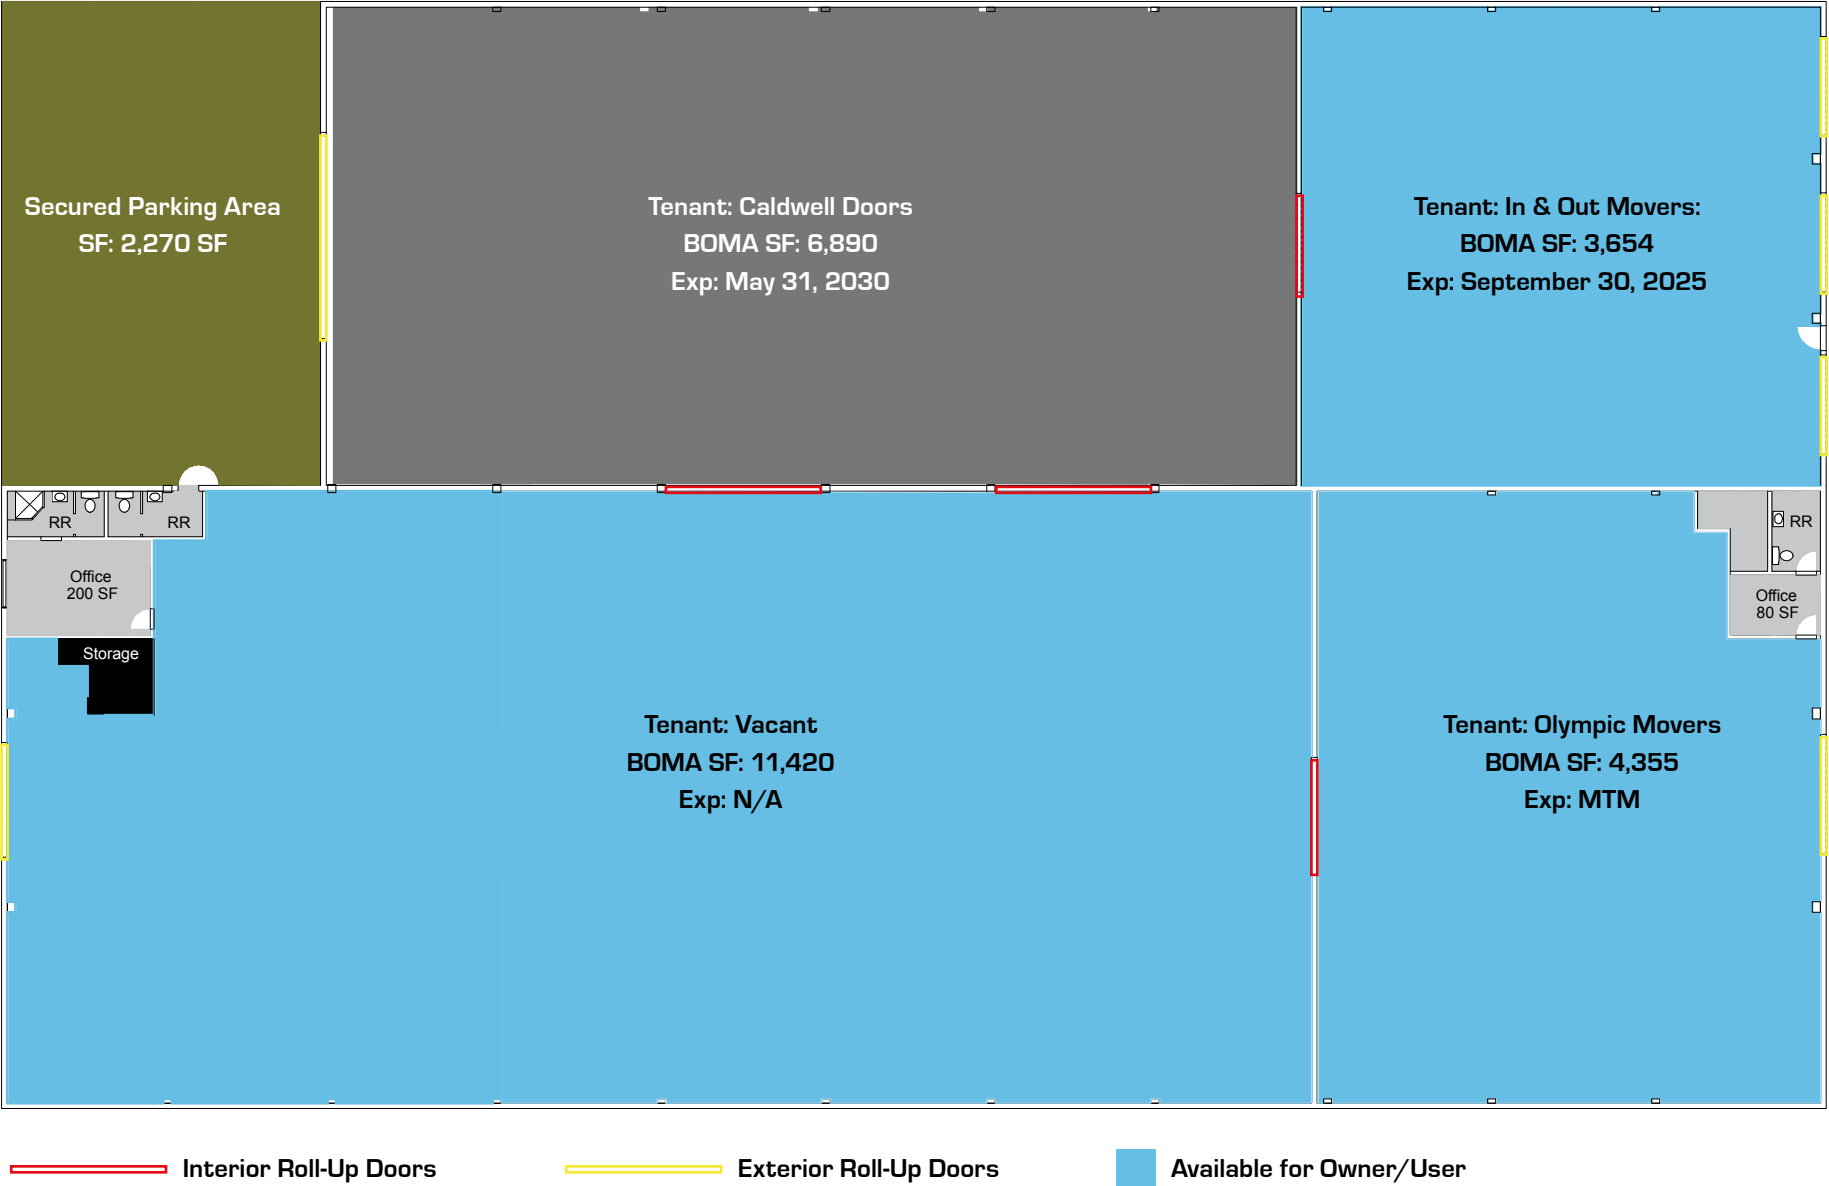 Secured Parking Area
SF: 2,270 SF
Tenant: Caldwell Doors
BOMA SF: 6,890
Exp: May 31, 2030
Tenant: In & Out Movers:
BOMA SF: 3,654
Exp: September 30, 2025
RR
RR
Office
200 SF
Storage
Tenant: Vacant
BOMA SF: 11,420
Exp: N/A
RR
Office
80 SF
Tenant: Olympic Movers
BOMA SF: 4,355
Exp: MTM
Interior Roll-Up Doors
Exterior Roll-Up Doors
Available for Owner/User